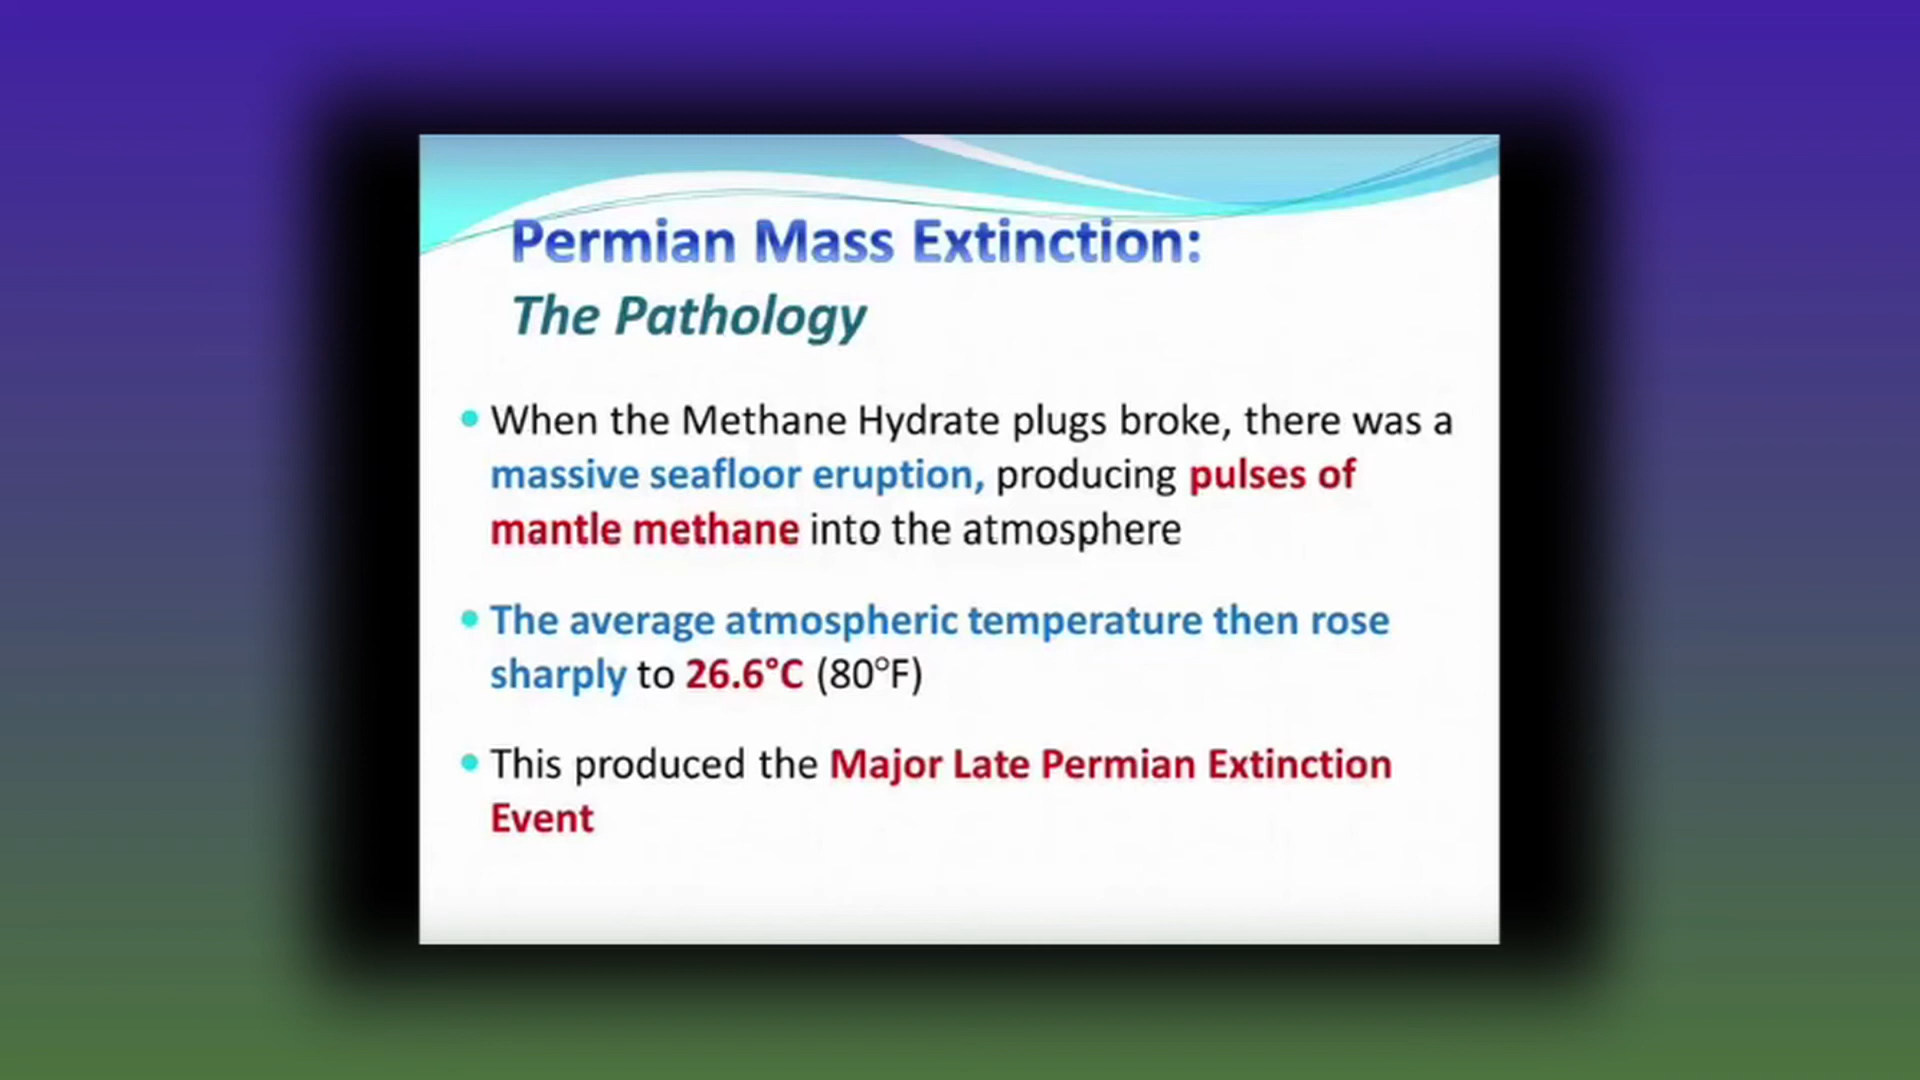 Permian Mass Extinction:
The Pathology
• When the Methane Hydrate plugs broke, there was a
massive seafloor eruption, producing pulses of
mantle methane into the atmosphere
• The average atmospheric temperature then rose
sharply to 26.6°C (80°F)
• This produced the Major Late Permian Extinction
Event